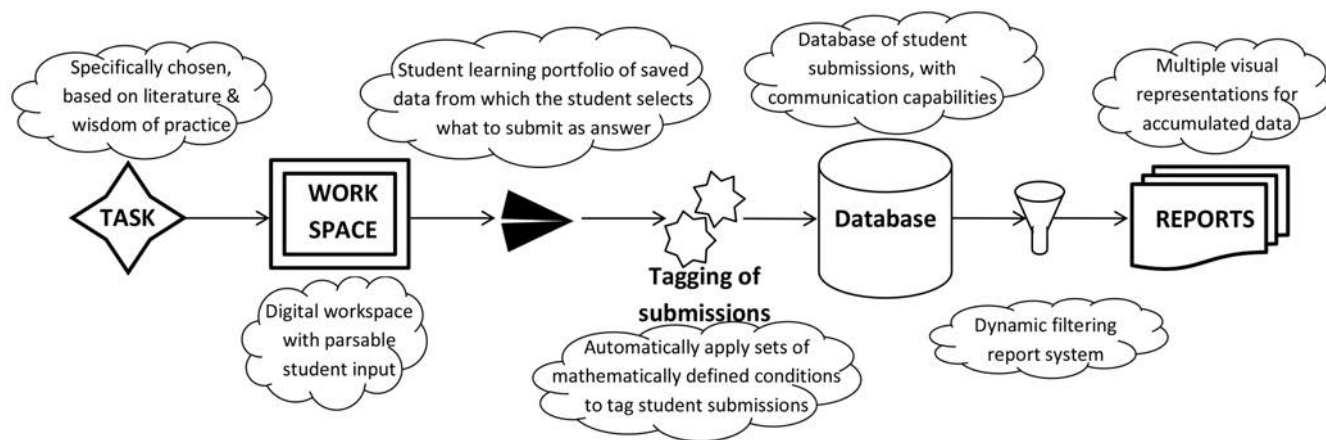 Specifically chosen,
based on literature &
wisdom of practice
Student learning portfolio of saved
data from which the student selects
what to submit as answer
Database of student
submissions, with
communication capabilities
Multiple visual
representations for
accumulated data
TASK
WORK
SPACE
Database
REPORTS
Tagging of
submissions
Digital workspace
with parsable
student input
Automatically apply sets of
mathematically defined conditions
to tag student submissions
Dynamic filtering
report system